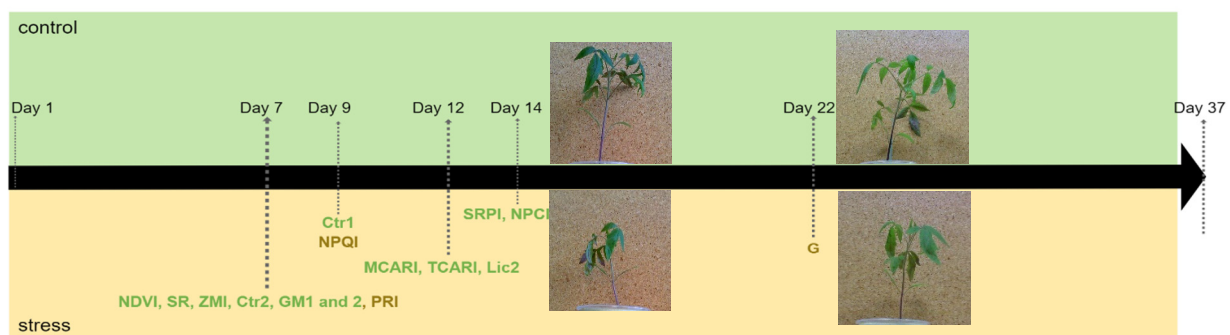 control
Day 1
Day 7
Day 9
Day 12
Day 14
Day 22
Day 37
Ctr1
NPQI
SRPI, NPCI
MCARI, TCARI, Lic2
G
NDVI, SR, ZMI, Ctr2, GM1 and 2, PRI
stress